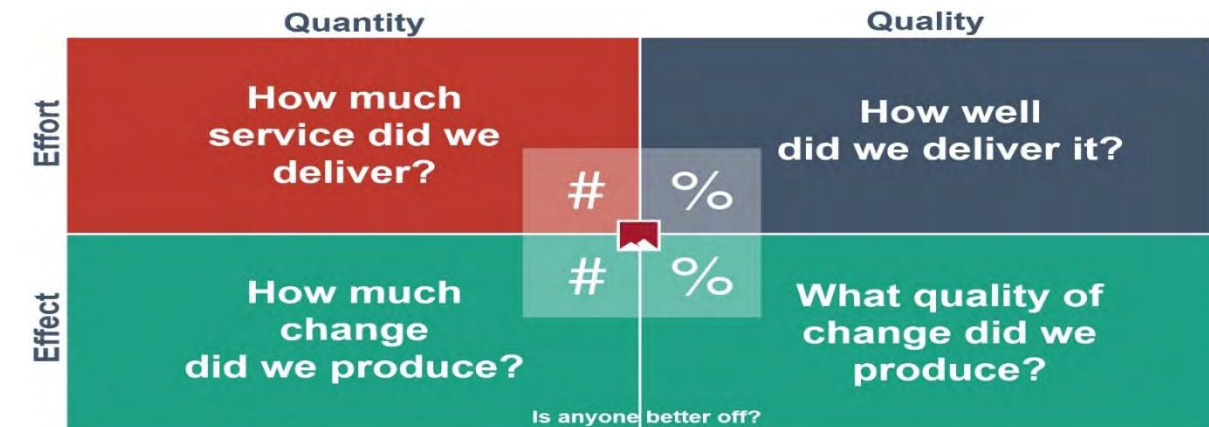 Quantity
Quality
Effort
How much
service did we
deliver?
#
How well
did we deliver it?
%
Effect
How much
change
did we produce?
#
What quality of
change did we
produce?
%
Is anyone better off?